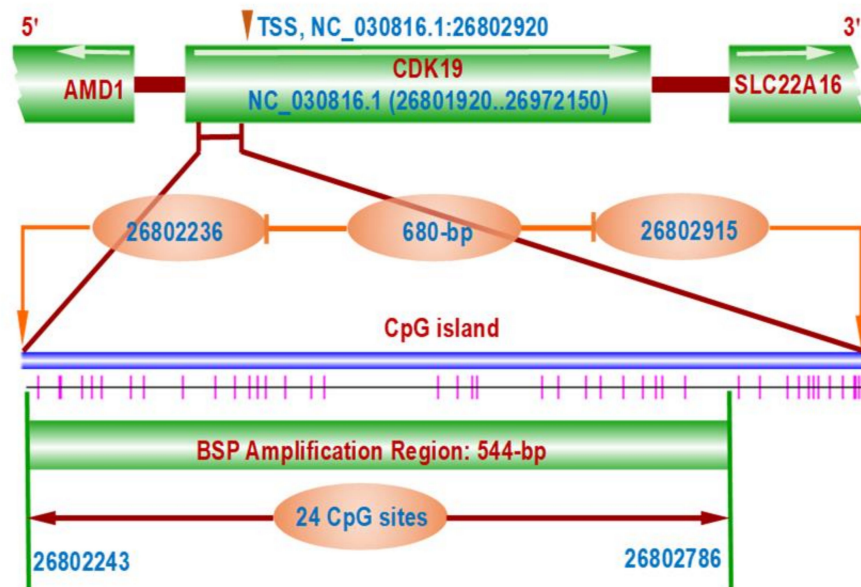 5'
TSS, NC_030816.1:26802920
3'
AMD1
CDK19
NC_030816.1 (26801920..26972150)
SLC22A16
26802236
680-bp
26802915
CpG island
BSP Amplification Region: 544-bp
24 CpG sites
26802243
26802786